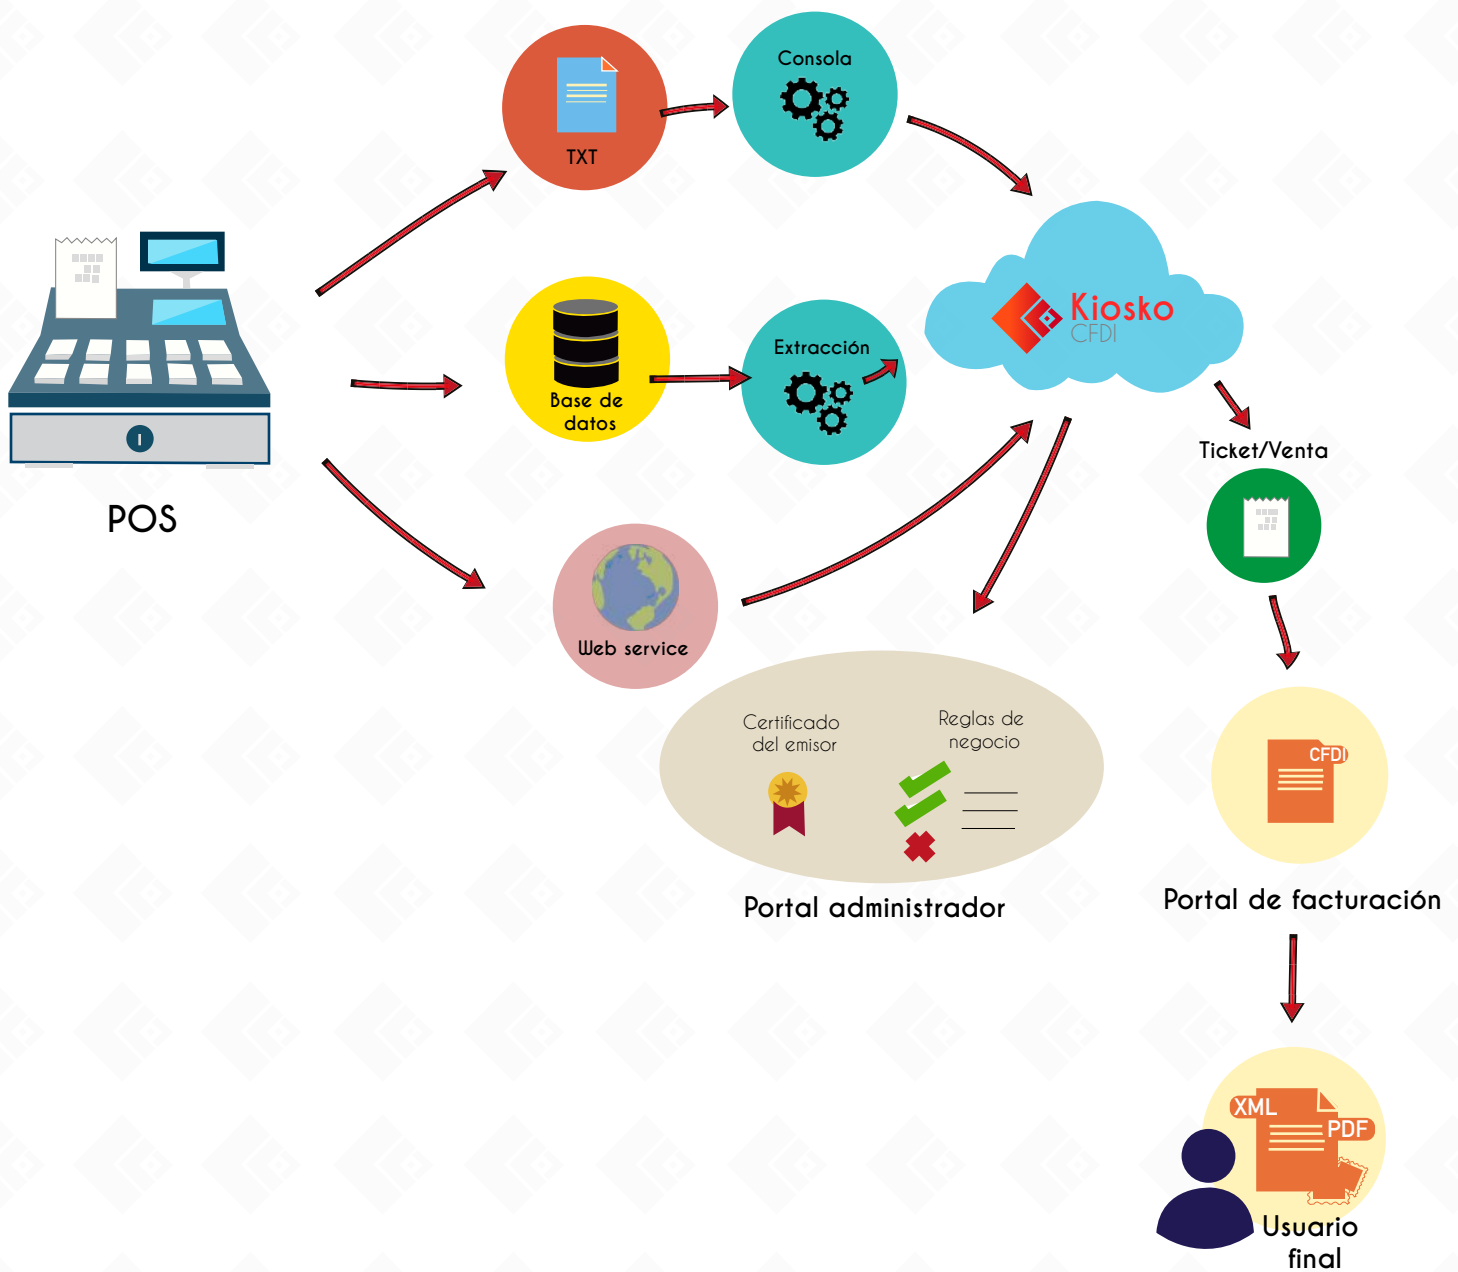 Consola
TXT
Kiosko
CFDI
Extracción
Base de
datos
Ticket/Venta
POS
Web service
Certificado
del emisor
Reglas de
negocio
CFDI
Portal administrador
Portal de facturación
XML
PDF
Usuario
final